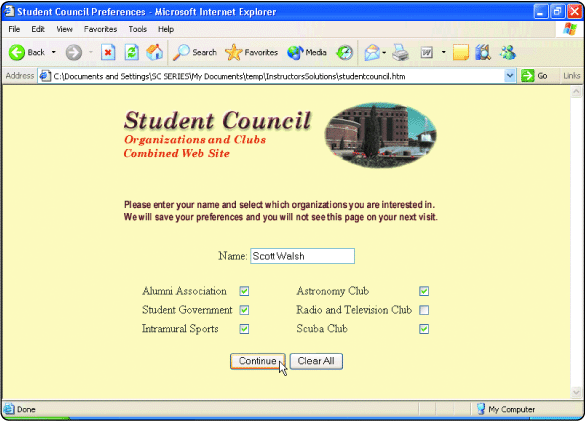 Student Council Preferences - Microsoft Internet Explorer
File Edit View Favorites Tools Help
Back Search Favorites Media
Address C:\Documents and Settings\SC SERIES\My Documents\temp\InstructorsSolutions\studentcouncil.htm Go Links
Student Council
Organizations and Clubs
Combined Web Site
Please enter your name and select which organizations you are interested in.
We will save your preferences and you will not see this page on your next visit.
Name: Scott Walsh
Alumni Association Astronomy Club
Student Government Radio and Television Club
Intramural Sports Scuba Club
Continue Clear All
Done My Computer